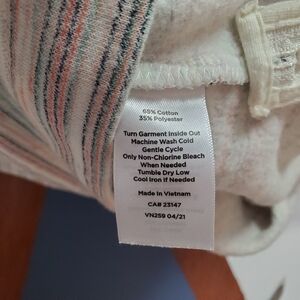 65% Cotton
35% Polyester
Turn Garment Inside Out
Machine Wash Cold
Gentle Cycle
Only Non-Chlorine Bleach
When Needed
Tumble Dry Low
Cool Iron if Needed
Made in Vietnam
CA# 23147
VN259 04/21